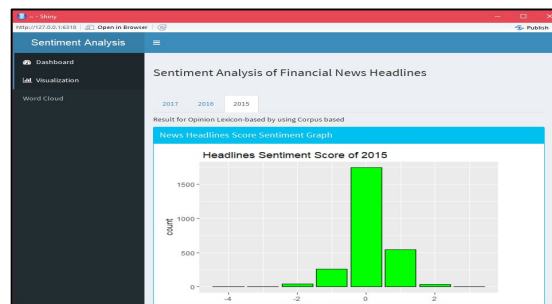 -- - Shiny
http://127.0.0.1:6318 Open in Browser Publish
Sentiment Analysis
Dashboard
Visualization
Word Cloud
Sentiment Analysis of Financial News Headlines
2017 2016 2015
Result for Opinion Lexicon-based by using Corpus based
News Headlines Score Sentiment Graph
Headlines Sentiment Score of 2015
count
1500
1000
500
0
-4 -2 0 2